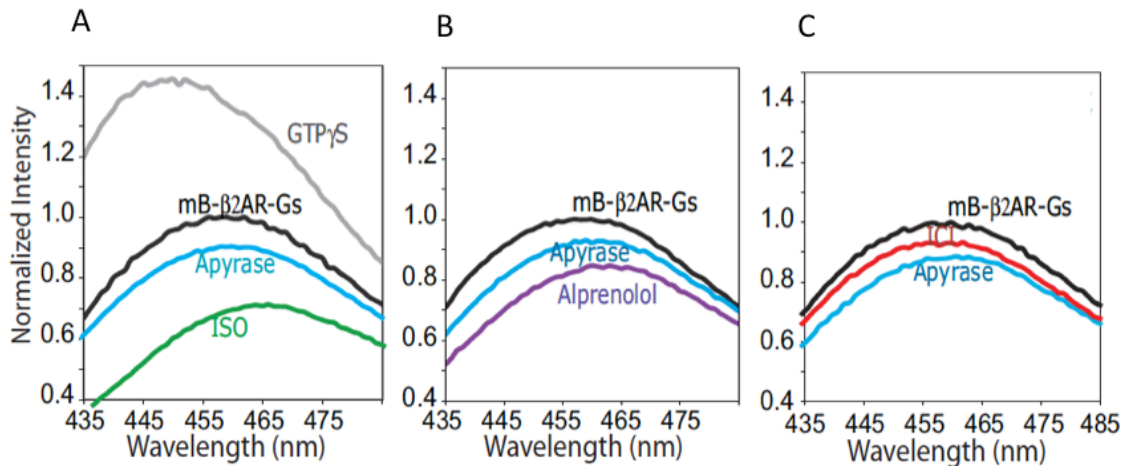 A
B
C
Normalized Intensity
1.4
1.2
1.0
0.8
0.6
0.4
GTPγS
mB-β2AR-Gs
Apyrase
ISO
435 445 455 465 475
Wavelength (nm)
1.4
1.2
1.0
0.8
0.6
0.4
mB-β2AR-Gs
Apyrase
Alprenolol
435 445 455 465 475
Wavelength (nm)
1.4
1.2
1.0
0.8
0.6
0.4
mB-β2AR-Gs
ICI
Apyrase
435 445 455 465 475 485
Wavelength (nm)